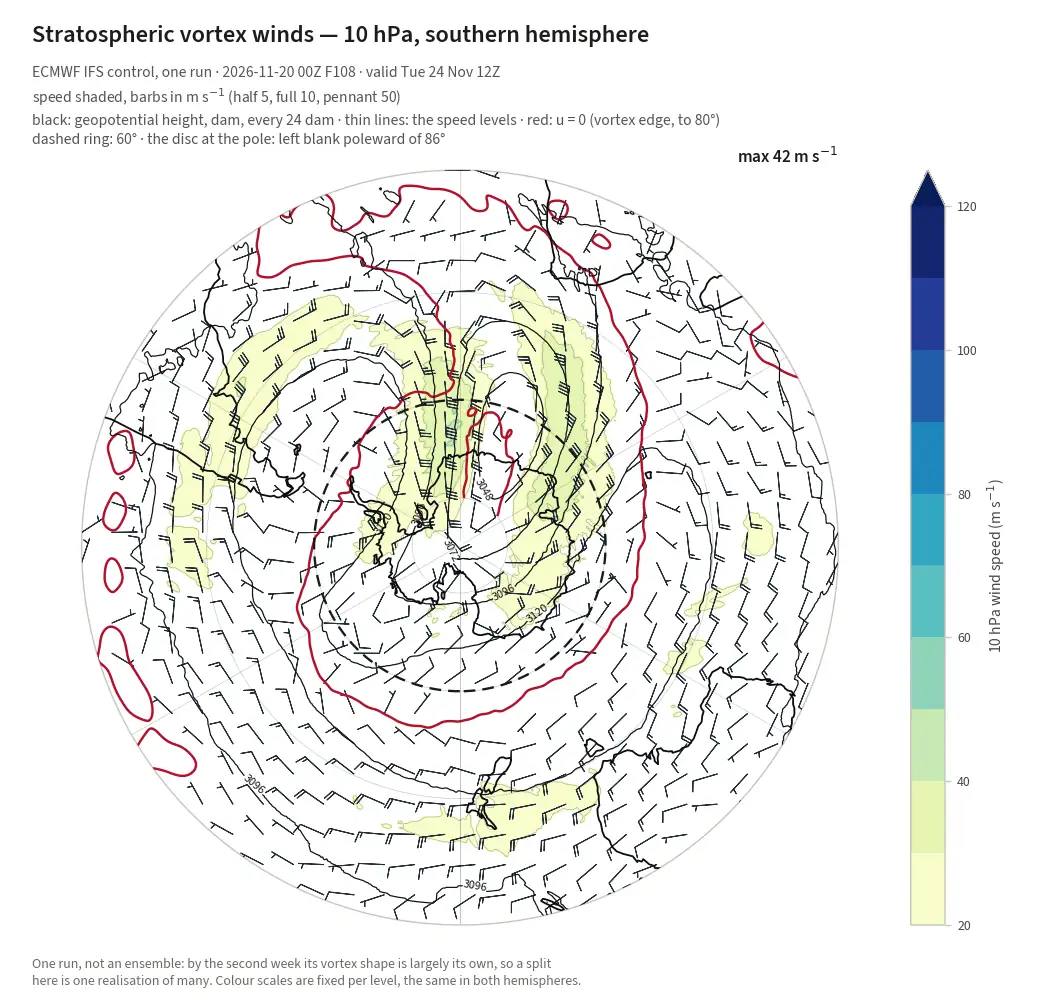 Stratospheric vortex winds — 10 hPa, southern hemisphere
ECMWF IFS control, one run · 2026-11-20 00Z F108 · valid Tue 24 Nov 12Z
speed shaded, barbs in m s⁻¹ (half 5, full 10, pennant 50)
black: geopotential height, dam, every 24 dam · thin lines: the speed levels · red: u = 0 (vortex edge, to 80°)
dashed ring: 60° · the disc at the pole: left blank poleward of 86°
max 42 m s⁻¹
120
100
80
60
40
20
10 hPa wind speed (m s⁻¹)
3048
3072
3096
3120
3096
3096
One run, not an ensemble: by the second week its vortex shape is largely its own, so a split
here is one realisation of many. Colour scales are fixed per level, the same in both hemispheres.